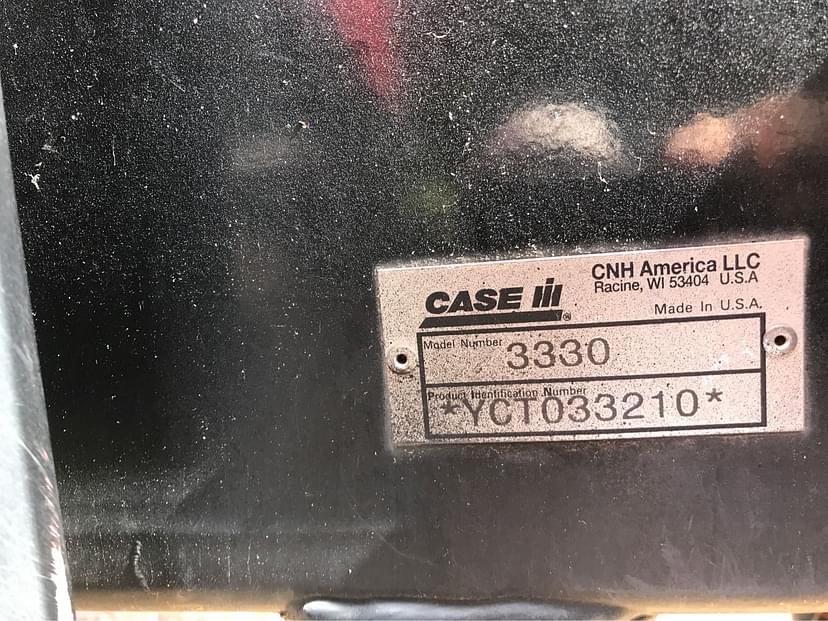 CASE IH ®
CNH America LLC
Racine, WI 53404 U.S.A
Made In U.S.A.
Model Number 3330
Product Identification Number
*YCT033210*